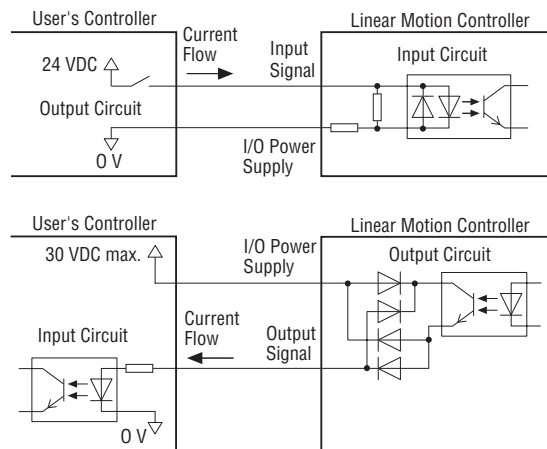 User's Controller
Linear Motion Controller
Current
Flow
Input
Signal
Input Circuit
24 VDC
Output Circuit
0 V
I/O Power
Supply
User's Controller
Linear Motion Controller
30 VDC max.
I/O Power
Supply
Output Circuit
Input Circuit
Current
Flow
Output
Signal
0 V